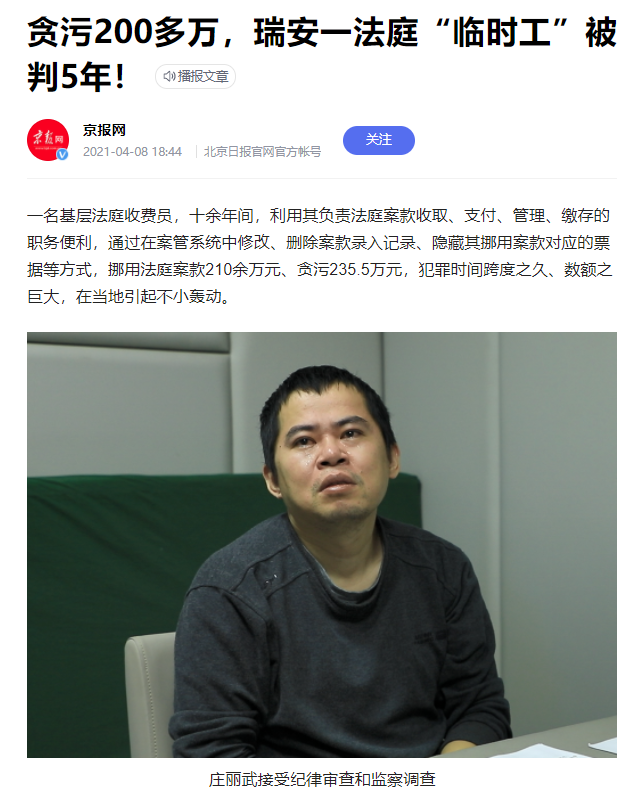 贪污200多万，瑞安一法庭“临时工”被
判5年！ 播报文章
京报网
京报网
2021-04-08 18:44 北京日报官网官方帐号
关注
一名基层法庭收费员，十余年间，利用其负责法庭案款收取、支付、管理、缴存的
职务便利，通过在案管系统中修改、删除案款录入记录、隐藏其挪用案款对应的票
据等方式，挪用法庭案款210余万元、贪污235.5万元，犯罪时间跨度之久、数额之
巨大，在当地引起不小轰动。
庄丽武接受纪律审查和监察调查